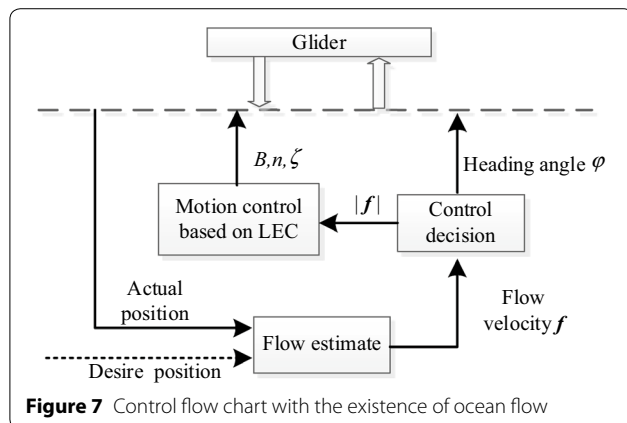 Glider
B,n,ζ
Heading angle φ
Motion control
based on LEC
|f|
Control
decision
Actual
position
Flow
velocity f
Flow estimate
Desire position
Figure 7 Control flow chart with the existence of ocean flow